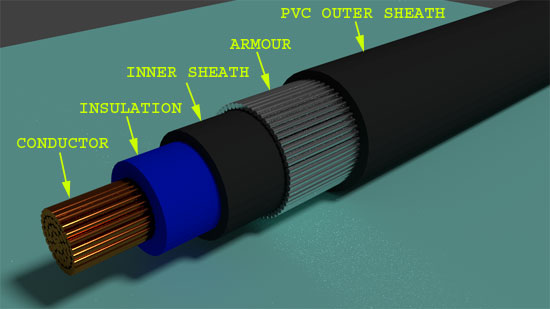 PVC OUTER SHEATH
ARMOUR
INNER SHEATH
INSULATION
CONDUCTOR